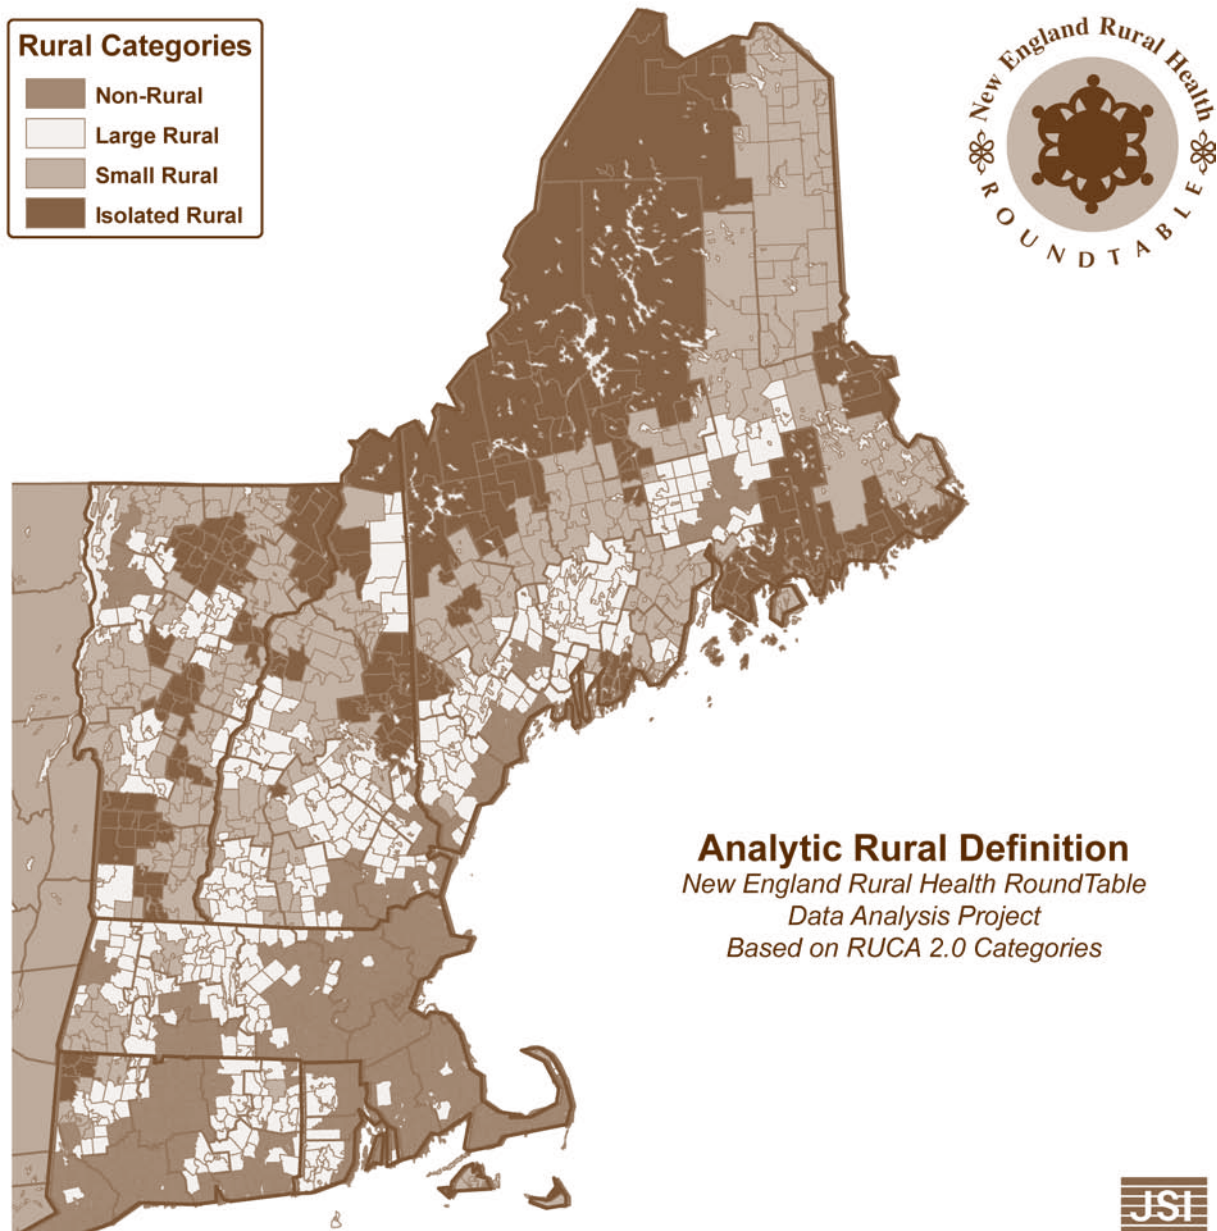 Rural Categories
Non-Rural
Large Rural
Small Rural
Isolated Rural
New England Rural Health
ROUNDTABLE
Analytic Rural Definition
New England Rural Health RoundTable
Data Analysis Project
Based on RUCA 2.0 Categories
JSI